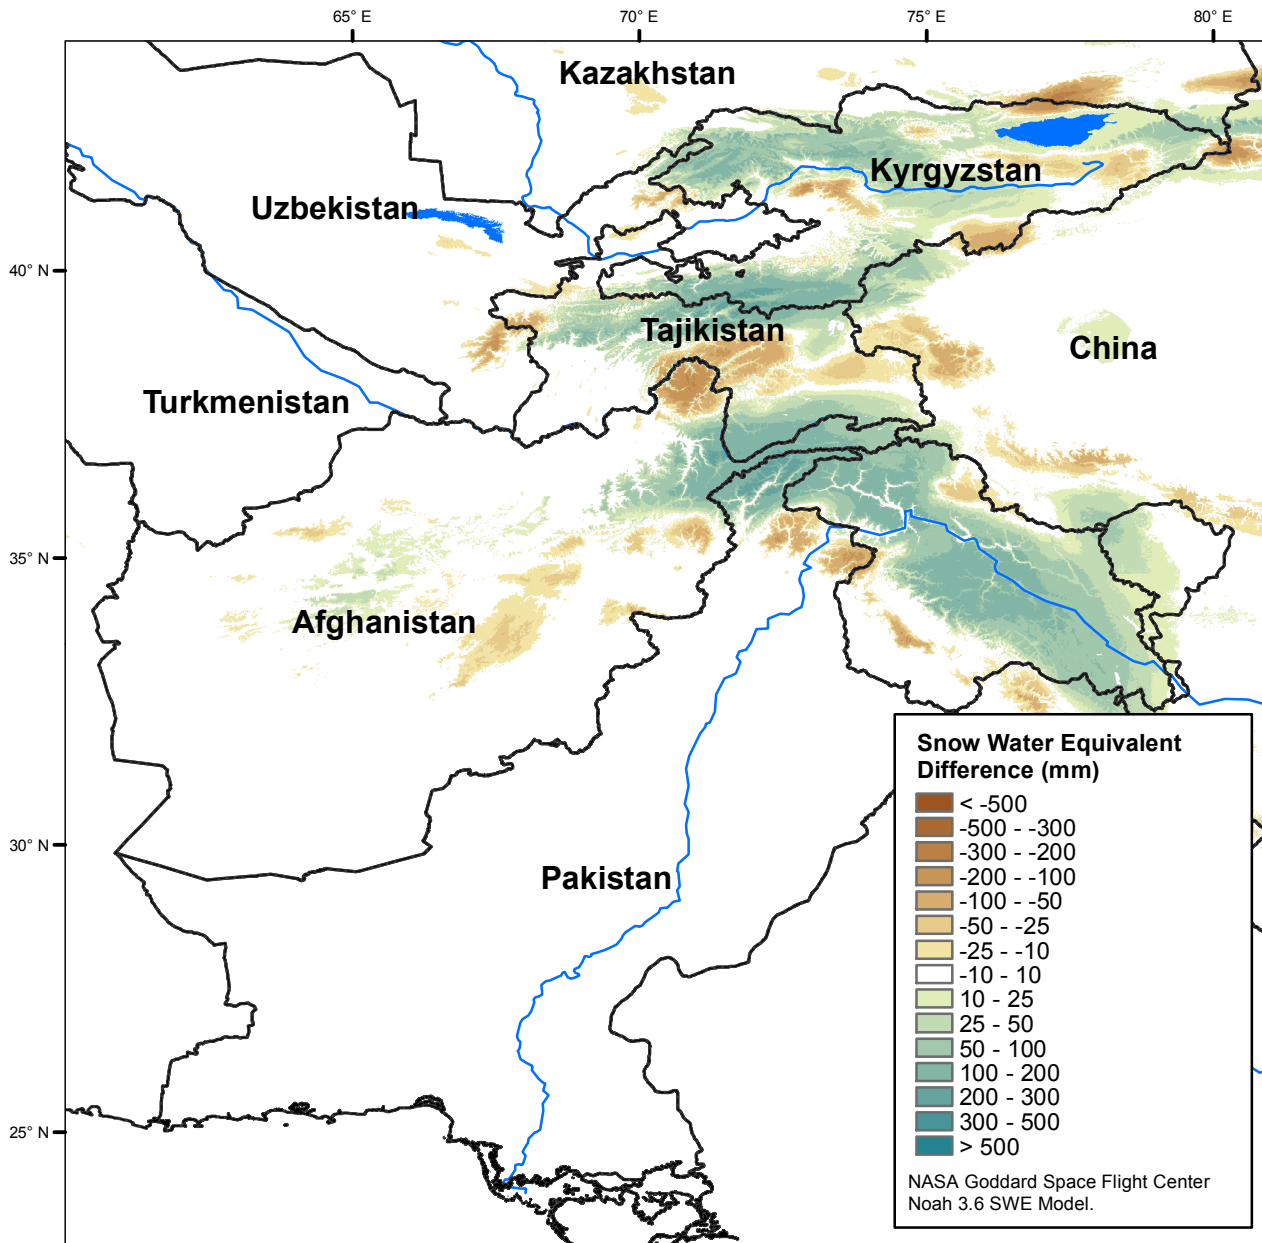 65° E
70° E
75° E
80° E
Kazakhstan
Kyrgyzstan
Uzbekistan
40° N
Tajikistan
China
Turkmenistan
35° N
Afghanistan
Snow Water Equivalent
Difference (mm)
< -500
-500 - -300
-300 - -200
-200 - -100
-100 - -50
-50 - -25
-25 - -10
-10 - 10
10 - 25
25 - 50
50 - 100
100 - 200
200 - 300
300 - 500
> 500
NASA Goddard Space Flight Center
Noah 3.6 SWE Model.
30° N
Pakistan
25° N